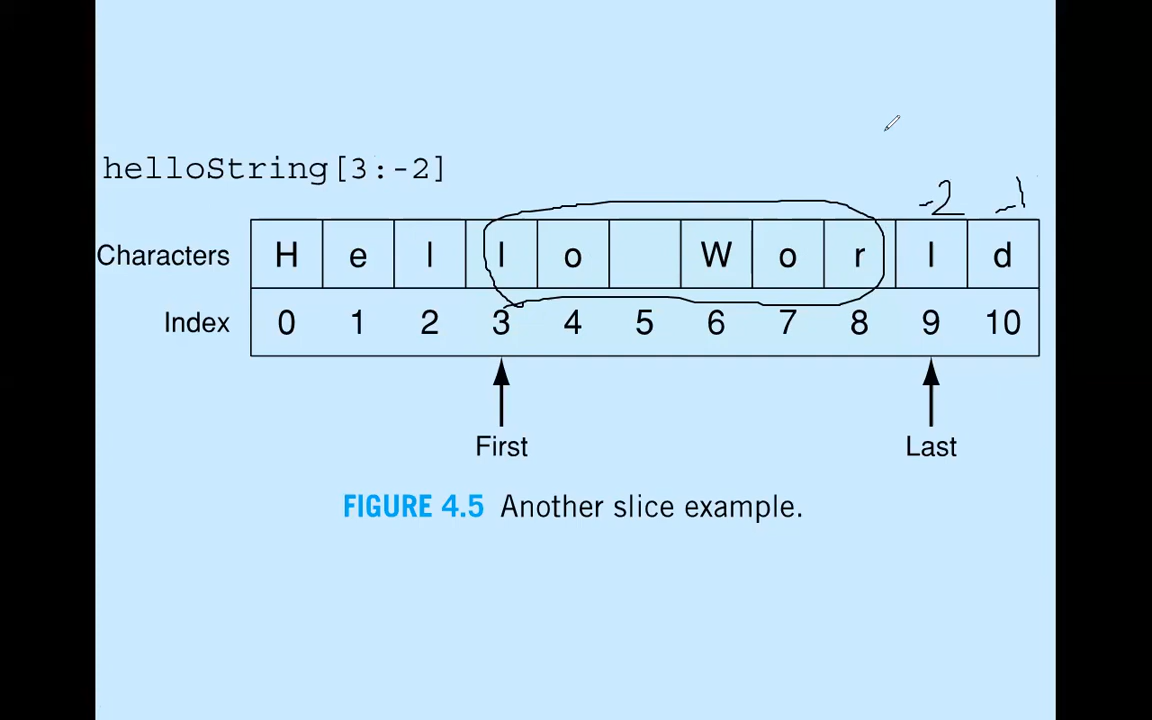 helloString[3:-2]
-2 -1
Characters H e l l o W o r l d
Index 0 1 2 3 4 5 6 7 8 9 10
First Last
FIGURE 4.5 Another slice example.